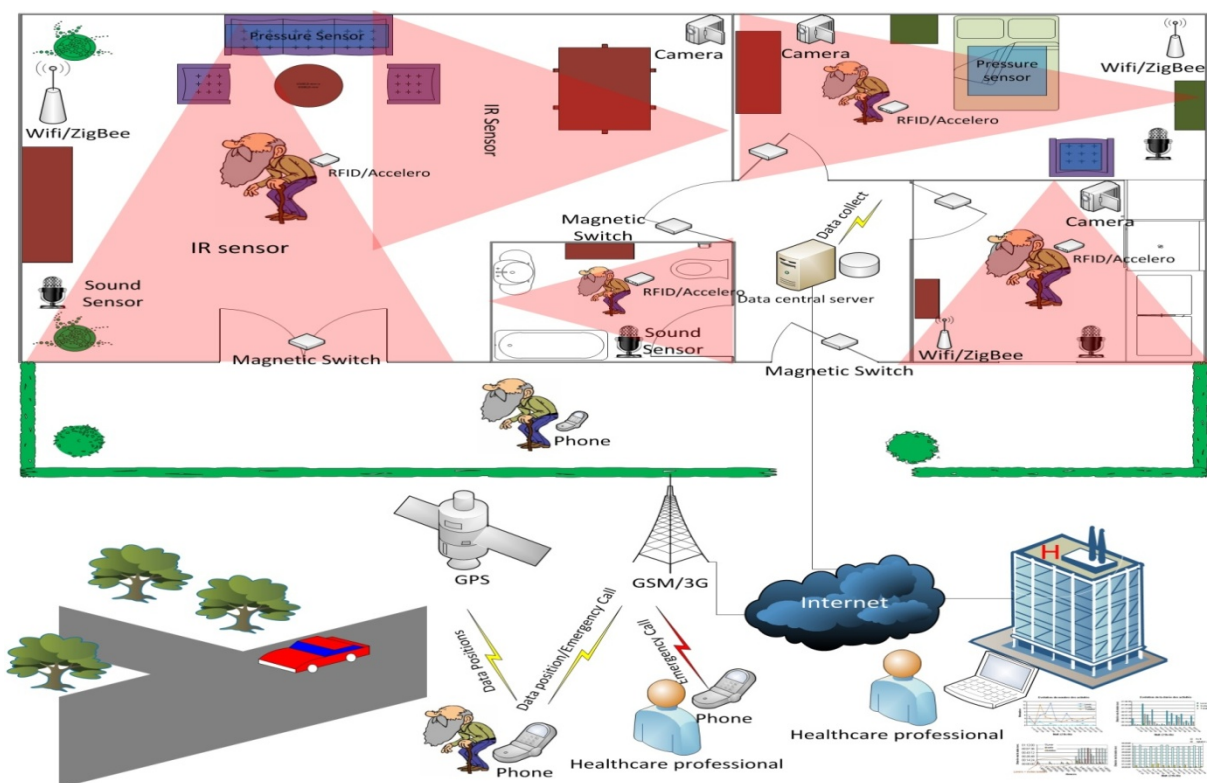 Pressure Sensor
Camera
Camera
Pressure
sensor
Wifi/ZigBee
Wifi/ZigBee
IR Sensor
RFID/Accelero
RFID/Accelero
Magnetic
Switch
Data collect
Camera
IR sensor
RFID/Accelero
RFID/Accelero
Sound
Sensor
Data central server
Sound
Sensor
Magnetic Switch
Wifi/ZigBee
Magnetic Switch
Phone
GPS
GSM/3G
Internet
H
Data Positions
Data position/Emergency Call
Emergency Call
Phone
Phone
Healthcare professional
Healthcare professional